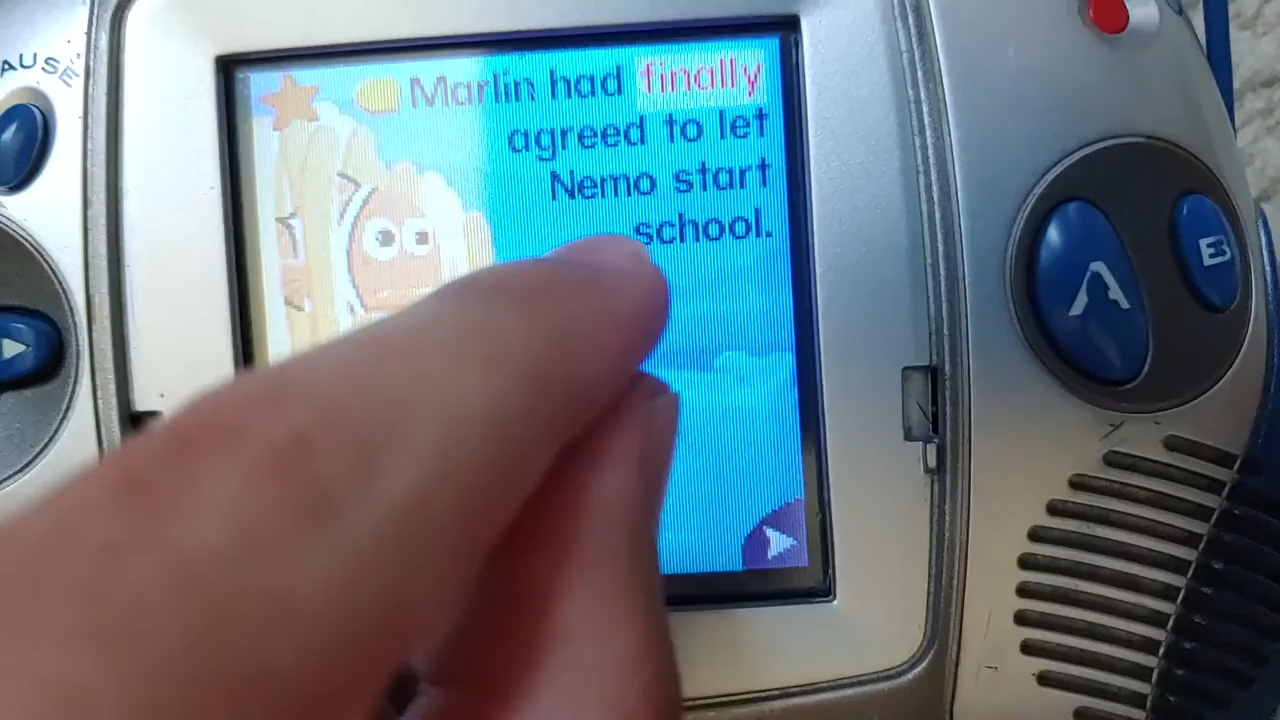 AUSE
Marlin had finally
agreed to let
Nemo start
school.
A
B